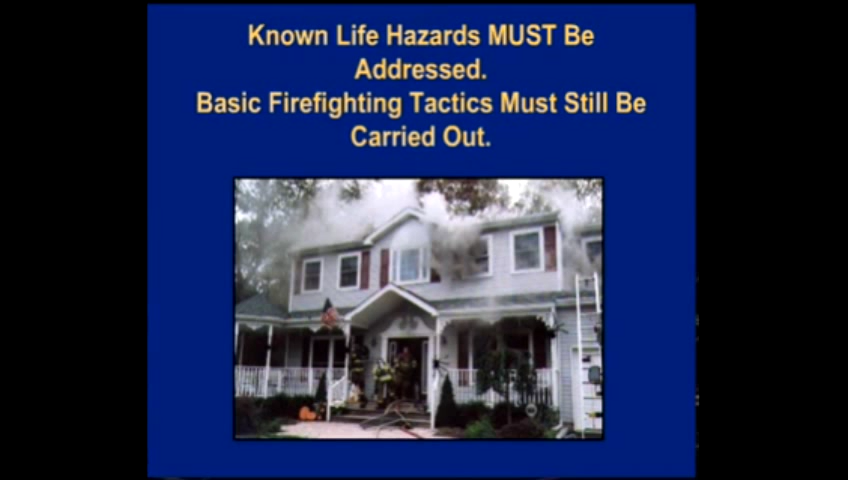 Known Life Hazards MUST Be
Addressed.
Basic Firefighting Tactics Must Still Be
Carried Out.